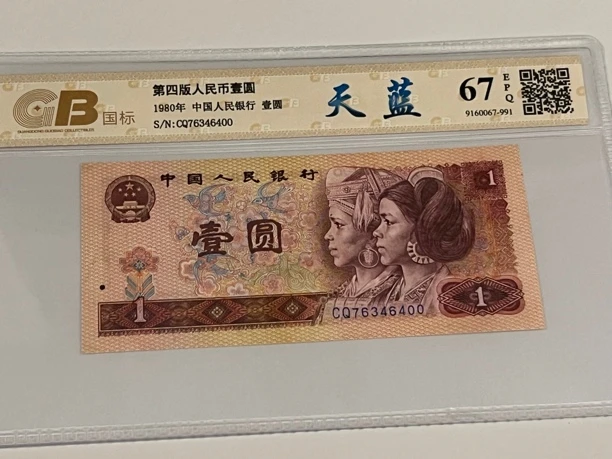 GB 国标
第四版人民币壹圆
1980年 中国人民银行 壹圆
S/N:CQ76346400
天蓝
67 EPQ
9160067-991
中国人民银行
1
壹圆
1
1
CQ76346400